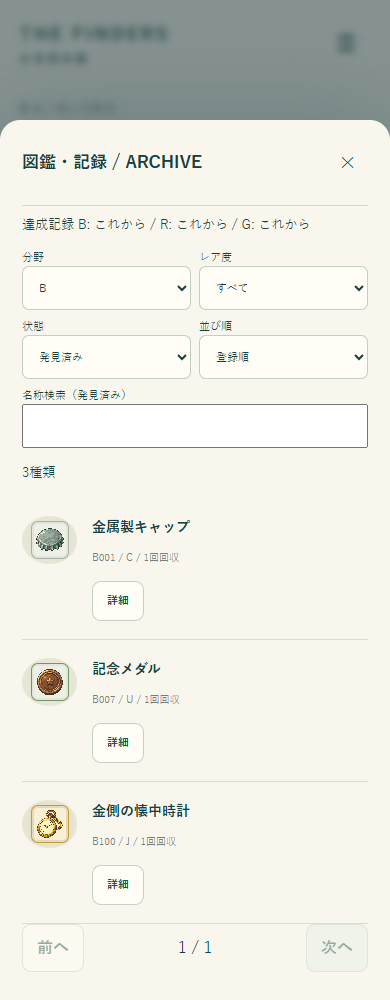 THE FINDERS
図鑑・記録 / ARCHIVE
達成記録 B: これから / R: これから / G: これから
分野 レア度
B すべて
状態 並び順
発見済み 登録順
名称検索（発見済み）
3種類
金属製キャップ
B001 / C / 1回回収
詳細
記念メダル
B007 / U / 1回回収
詳細
金側の懐中時計
B100 / J / 1回回収
詳細
前へ 1 / 1 次へ